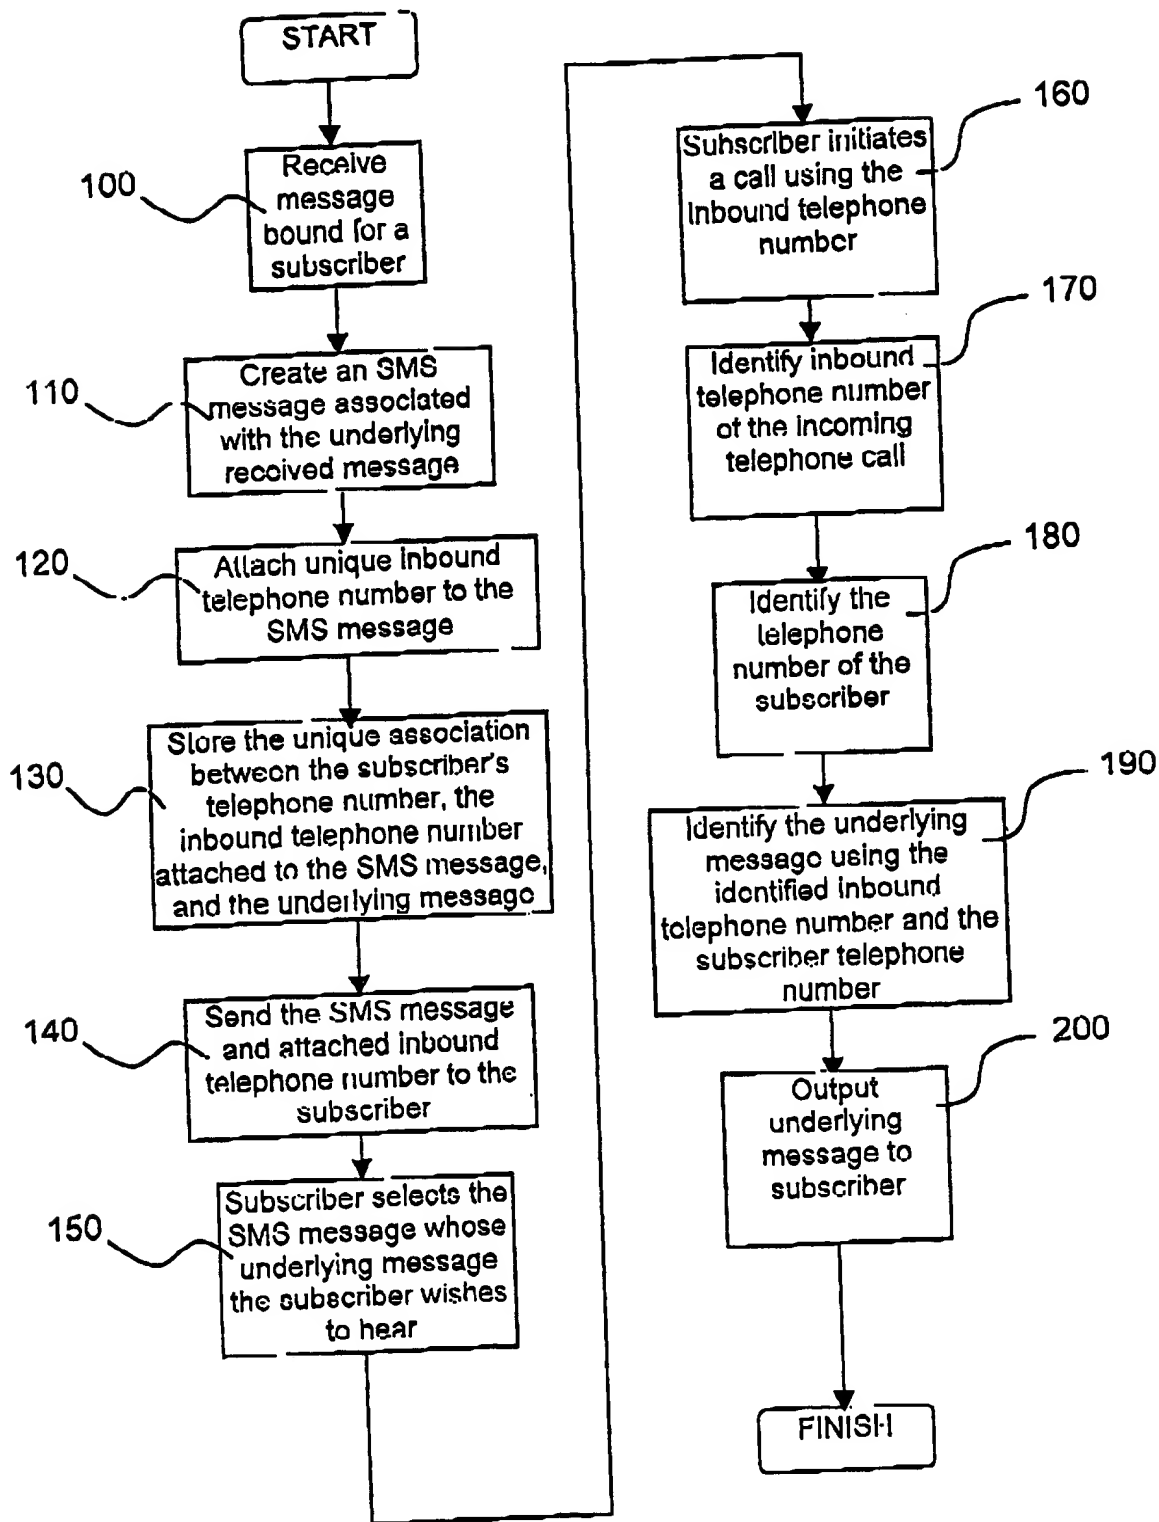 START
100
Receive
message
bound for a
subscriber
110
Create an SMS
message associated
with the underlying
received message
120
Attach unique inbound
telephone number to the
SMS message
130
Store the unique association
between the subscriber's
telephone number, the
inbound telephone number
attached to the SMS message,
and the underlying message
140
Send the SMS message
and attached inbound
telephone number to the
subscriber
150
Subscriber selects the
SMS message whose
underlying message
the subscriber wishes
to hear
160
Subscriber initiates
a call using the
inbound telephone
number
170
Identify inbound
telephone number
of the incoming
telephone call
180
Identify the
telephone
number of the
subscriber
190
Identify the underlying
message using the
identified inbound
telephone number and the
subscriber telephone
number
200
Output
underlying
message to
subscriber
FINISH